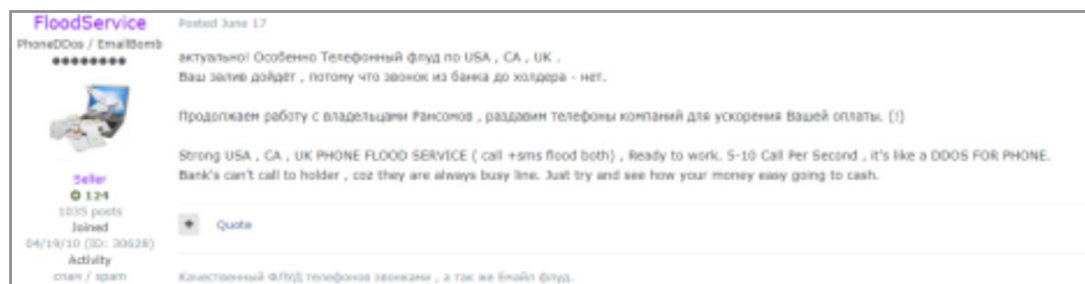 FloodService
PhoneDDos / EmailBomb
Seller
124
1035 posts
Joined
04/19/10 (ID: 30628)
Activity
спам / spam
Posted June 17
актуально! Особенно Телефонный флуд по USA , CA , UK .
Ваш залив дойдёт , потому что звонок из банка до холдера - нет.
Продолжаем работу с владельцами Рансомов , раздавим телефоны компаний для ускорения Вашей оплаты. (!)
Strong USA , CA , UK PHONE FLOOD SERVICE ( call +sms flood both) , Ready to work. 5-10 Call Per Second , it's like a DDOS FOR PHONE.
Bank's can't call to holder , coz they are always busy line. Just try and see how your money easy going to cash.
+ Quote
Качественный ФЛУД телефонов звонками , а так же Емайл флуд.